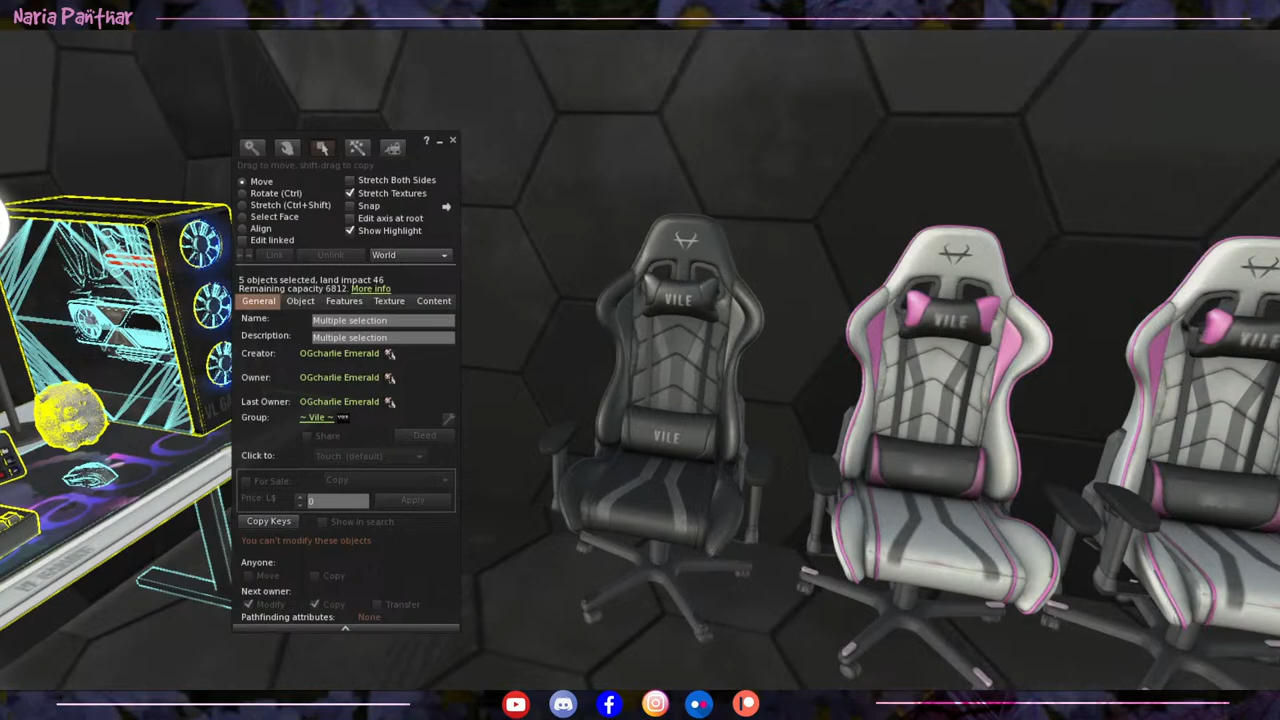 Naria Panthar
?
Drag to move, shift-drag to copy
Move
Rotate (Ctrl)
Stretch (Ctrl+Shift)
Select Face
Align
Edit linked
Stretch Both Sides
Stretch Textures
Snap
Edit axis at root
Show Highlight
Link
Unlink
World
5 objects selected, land impact 46
Remaining capacity 6812. More info
General Object Features Texture Content
Name: Multiple selection
Description: Multiple selection
Creator: OGcharlie Emerald
Owner: OGcharlie Emerald
Last Owner: OGcharlie Emerald
Group: ~ Vile ~
Share Deed
Click to: Touch (default)
For Sale: Copy
Price: L$ 0 Apply
Copy Keys Show in search
You can't modify these objects
Anyone:
Move Copy
Next owner:
Modify Copy Transfer
Pathfinding attributes: None
VILE
VILE
VILE
VILE